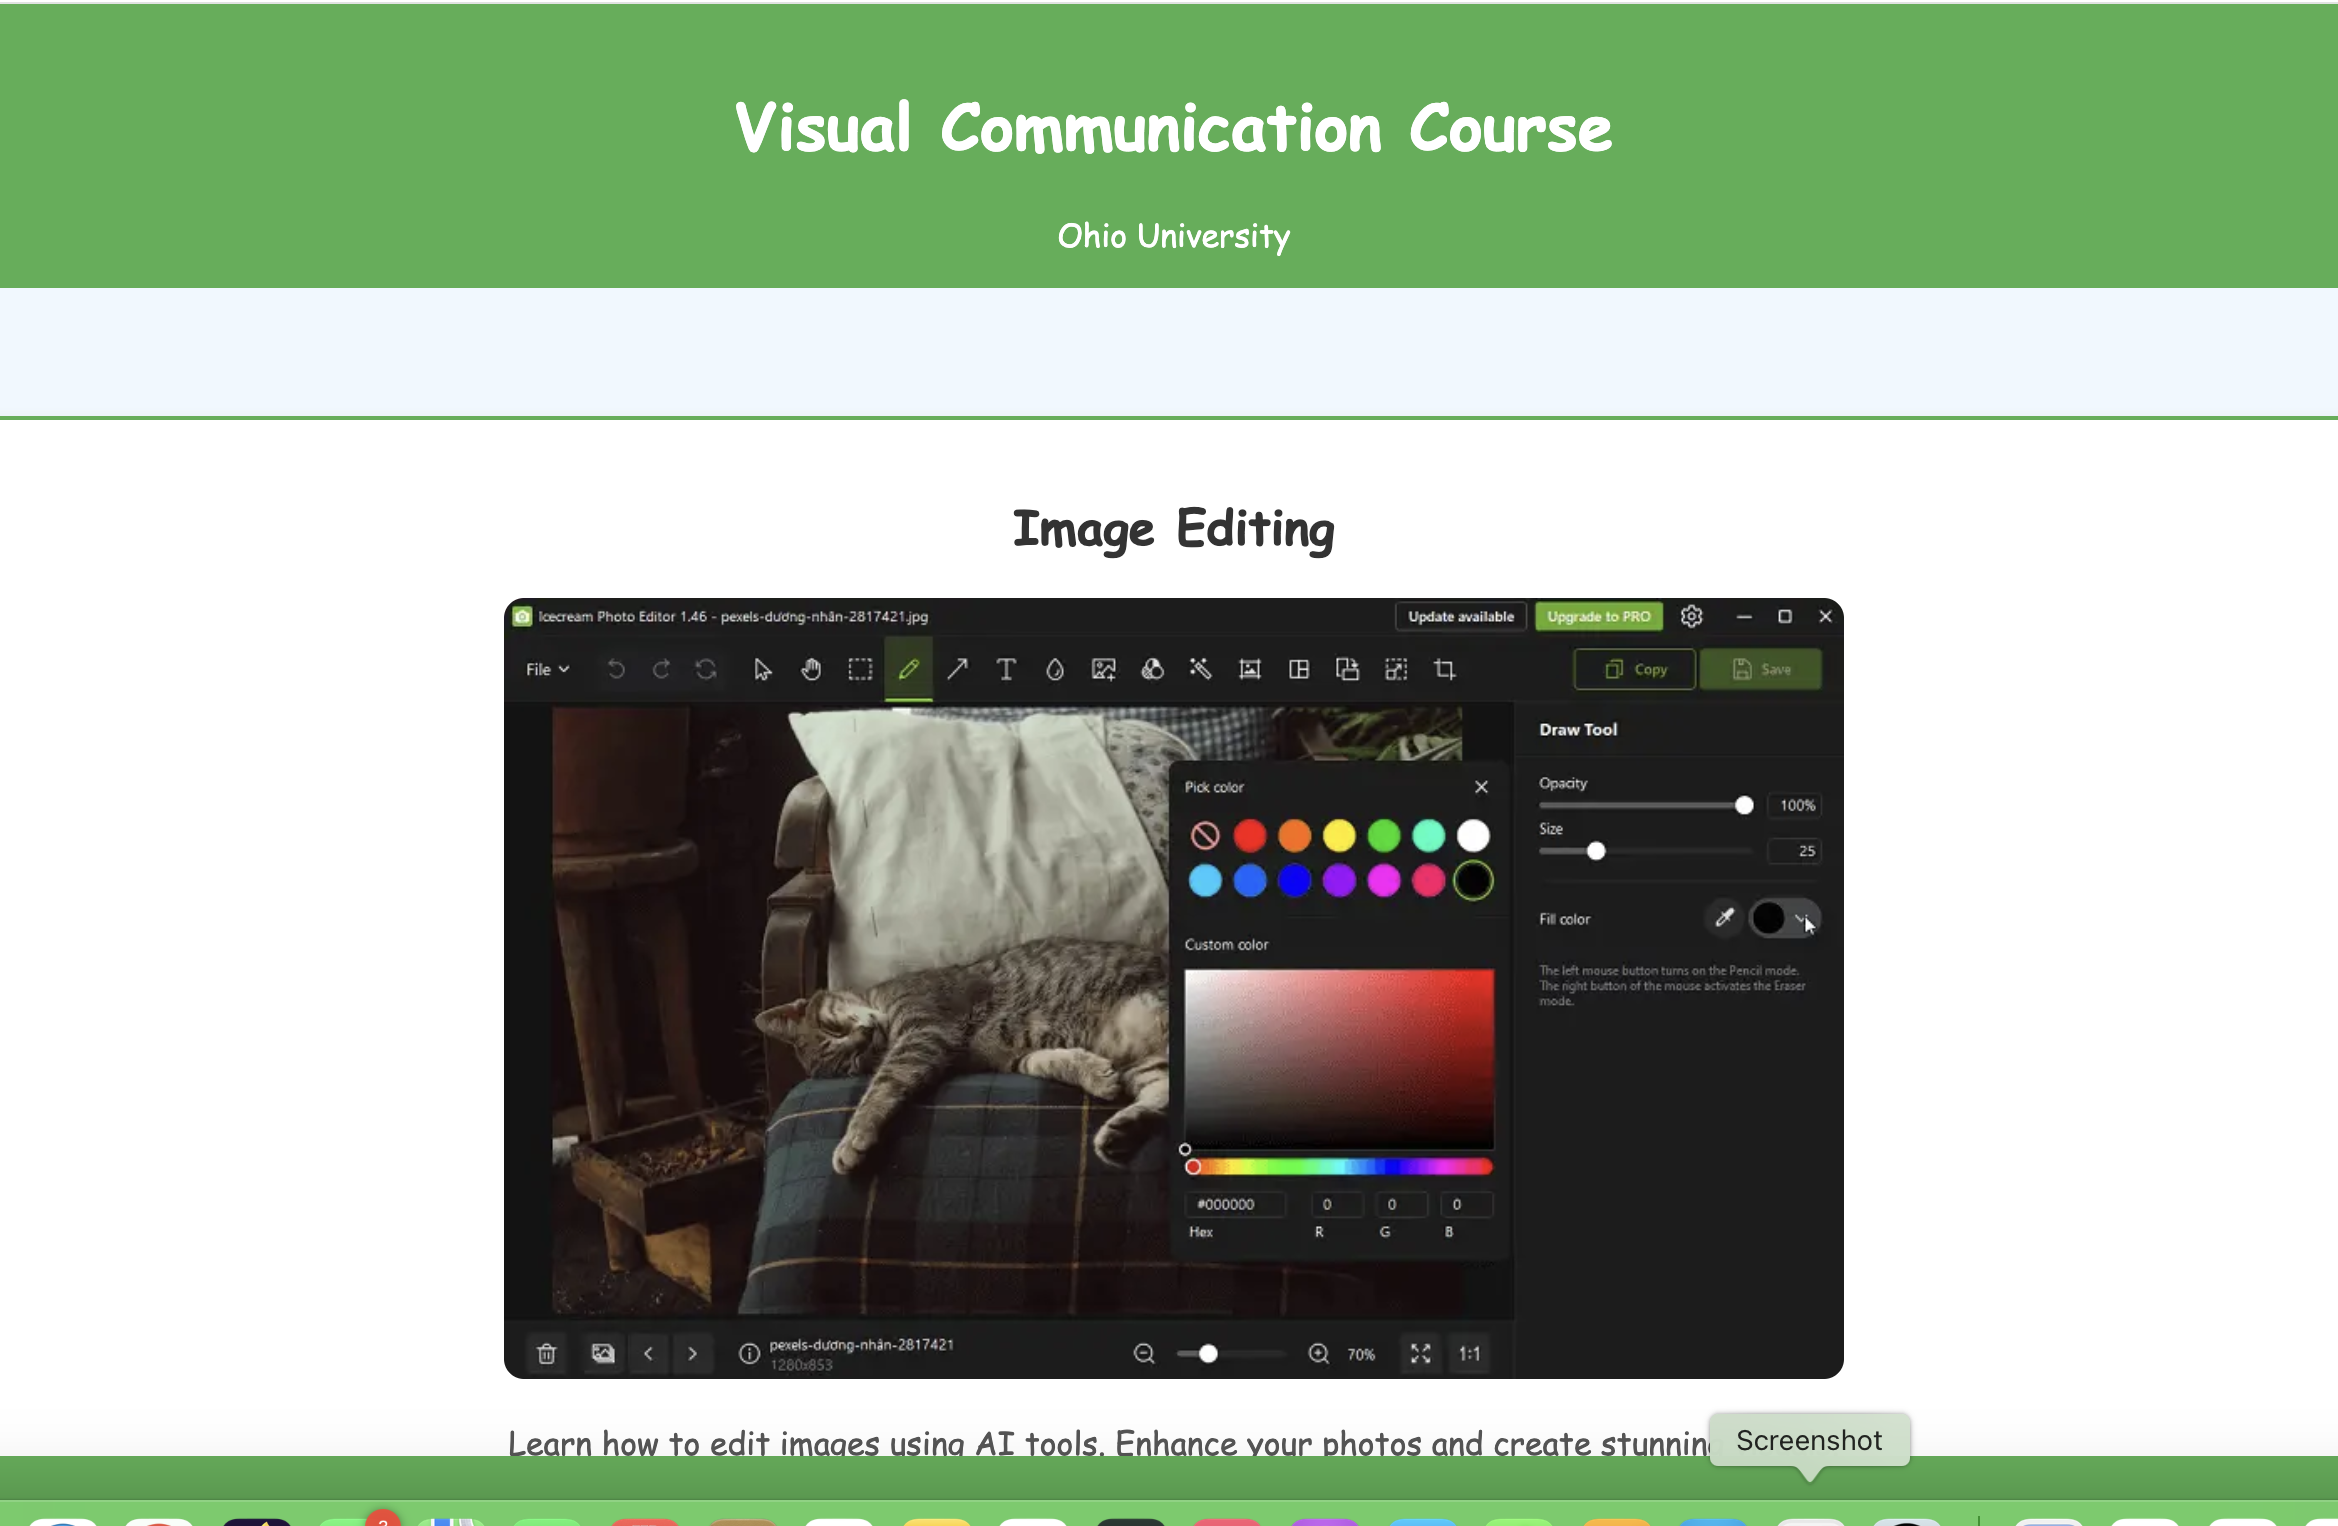 Visual Communication Course
Ohio University
Image Editing
Icecream Photo Editor 1.46 - pexels-dương-nhân-2817421.jpg
Update available
Upgrade to PRO
File
Copy
Save
Draw Tool
Pick color
Opacity
100%
Size
25
Fill color
Custom color
The left mouse button turns on the Pencil mode.
The right button of the mouse activates the Eraser
mode.
#000000 0 0 0
Hex R G B
pexels-dương-nhân-2817421
1280x853
70%
1:1
Learn how to edit images using AI tools. Enhance your photos and create stunning
Screenshot